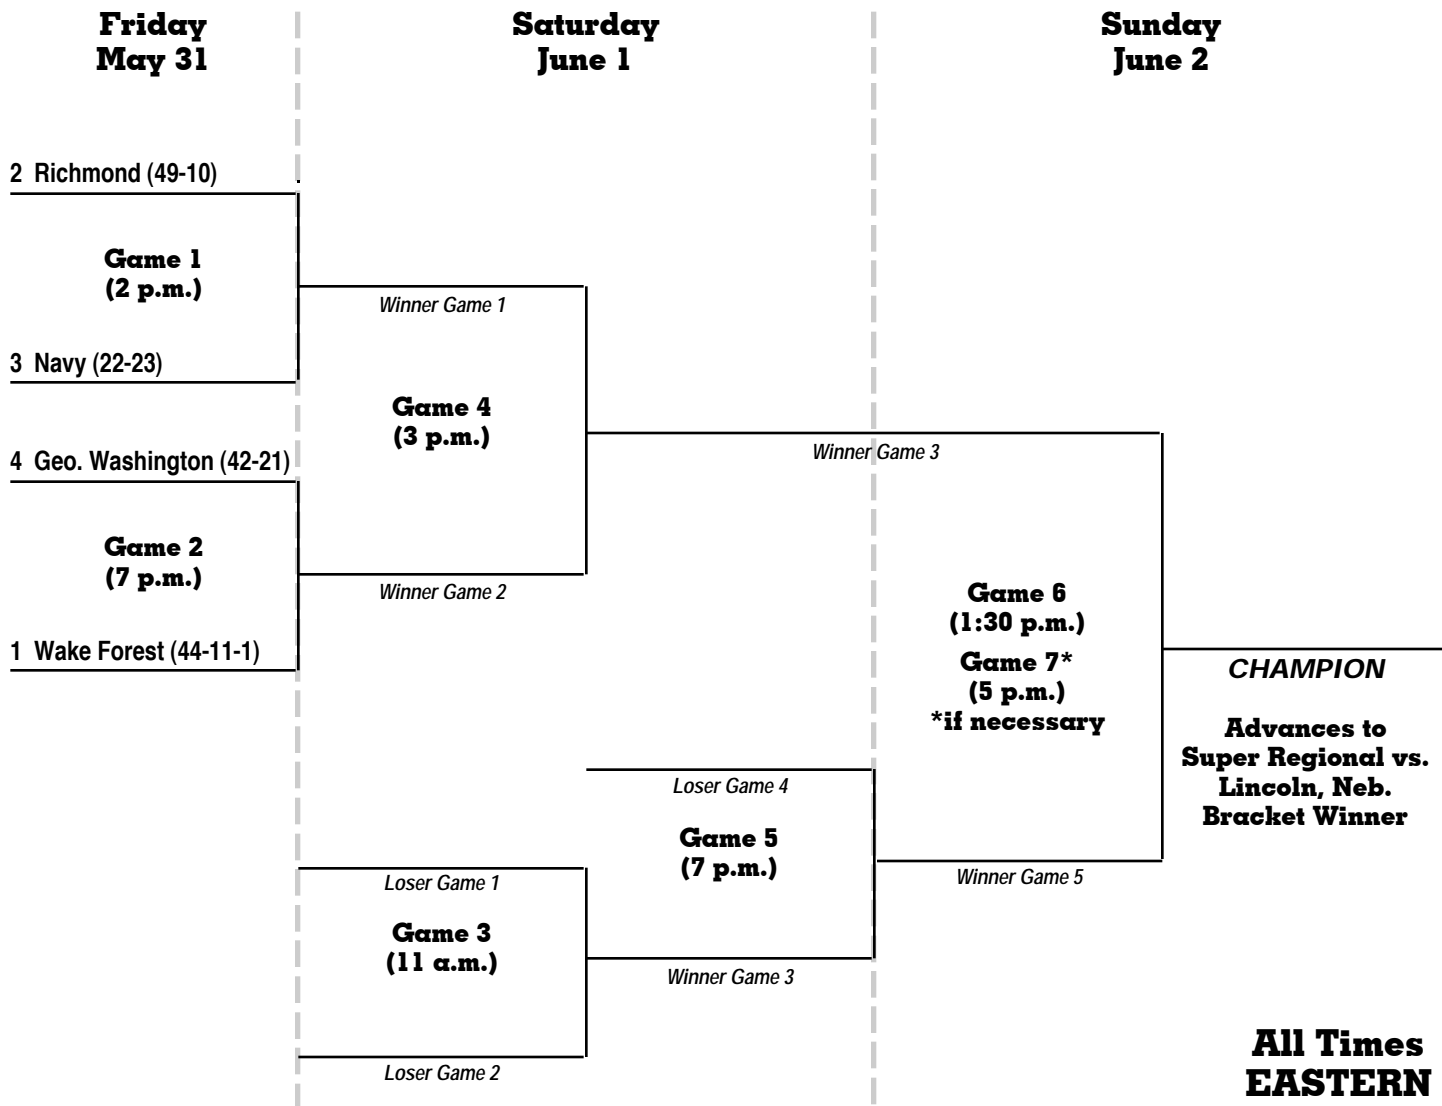 Friday
May 31
Saturday
June 1
Sunday
June 2
2 Richmond (49-10)
Game 1
(2 p.m.)
3 Navy (22-23)
4 Geo. Washington (42-21)
Game 2
(7 p.m.)
1 Wake Forest (44-11-1)
Winner Game 1
Game 4
(3 p.m.)
Winner Game 2
Loser Game 1
Game 3
(11 a.m.)
Loser Game 2
Winner Game 3
Loser Game 4
Game 5
(7 p.m.)
Winner Game 3
Game 6
(1:30 p.m.)
Game 7*
(5 p.m.)
*if necessary
Winner Game 5
CHAMPION
Advances to
Super Regional vs.
Lincoln, Neb.
Bracket Winner
All Times
EASTERN